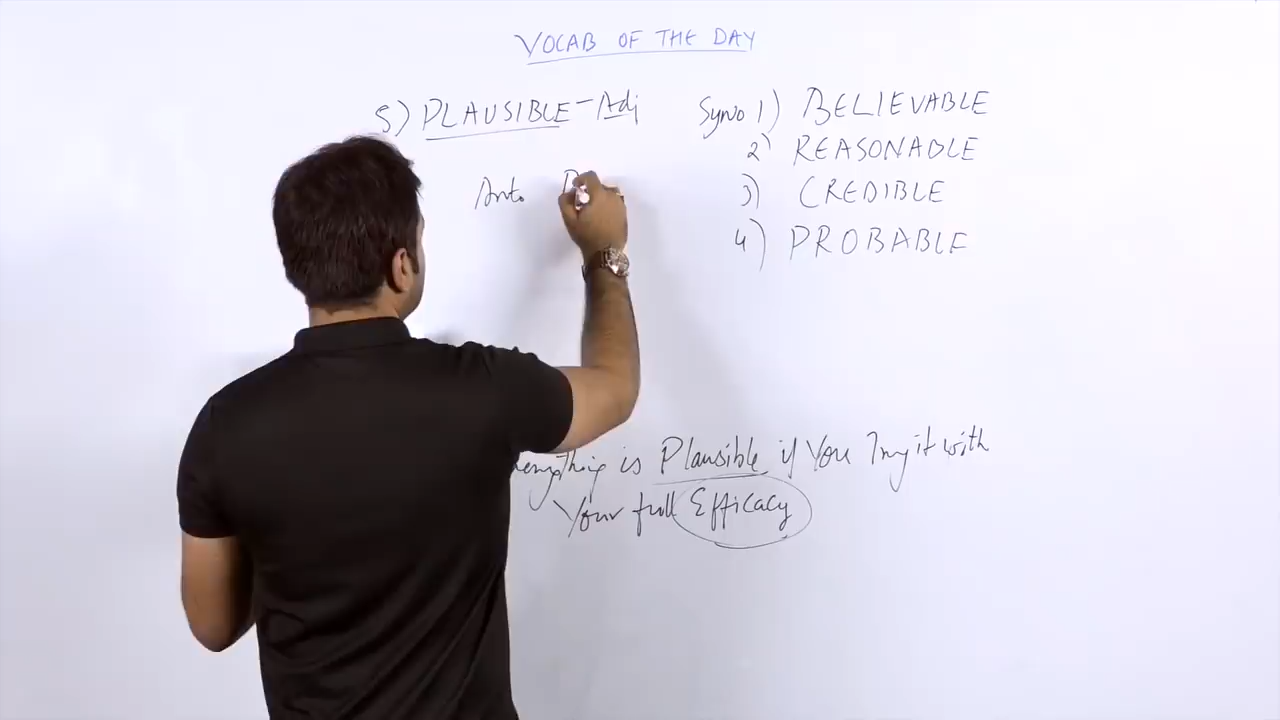 VOCAB OF THE DAY
5) PLAUSIBLE - Adj
Syno 1) BELIEVABLE
2) REASONABLE
3) CREDIBLE
4) PROBABLE
Anto
is Plausible if You Try it with
Your full Efficacy